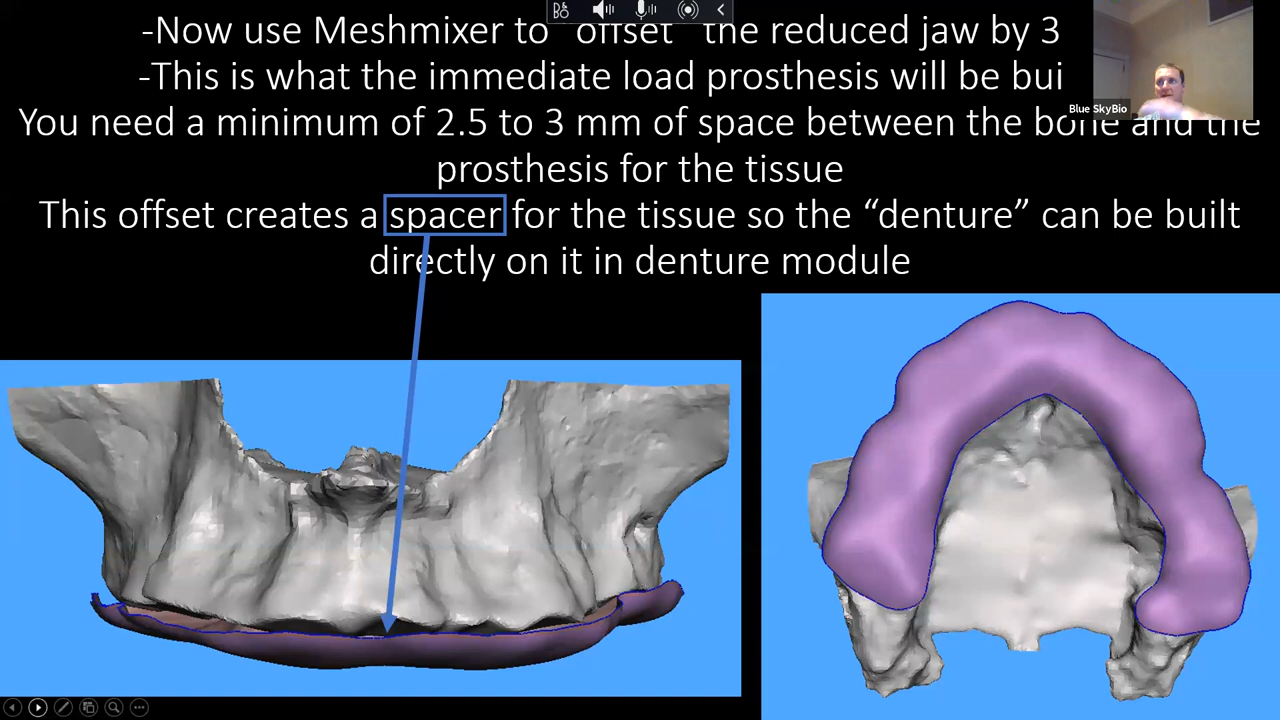 -Now use Meshmixer to "offset" the reduced jaw by 3
-This is what the immediate load prosthesis will be bui
Blue SkyBio
You need a minimum of 2.5 to 3 mm of space between the bone and the
prosthesis for the tissue
This offset creates a spacer for the tissue so the “denture” can be built
directly on it in denture module